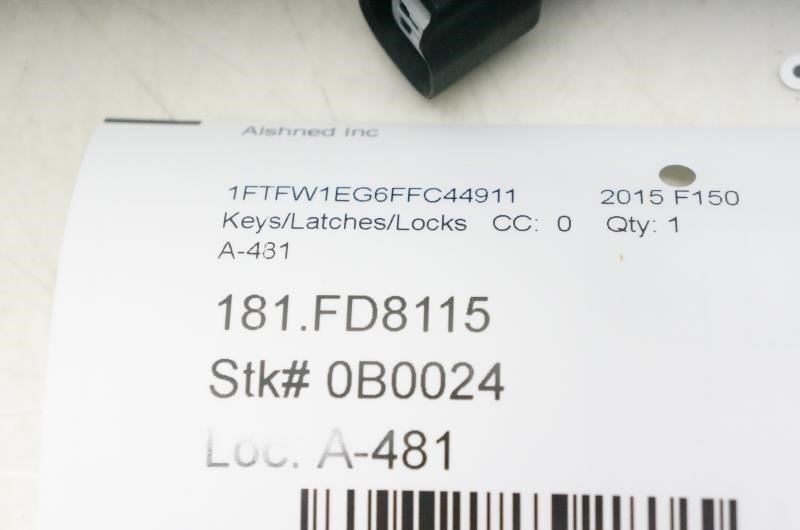 Alshned Inc
1FTFW1EG6FFC44911 2015 F150
Keys/Latches/Locks CC: 0 Qty: 1
A-481
181.FD8115
Stk# 0B0024
Loc: A-481